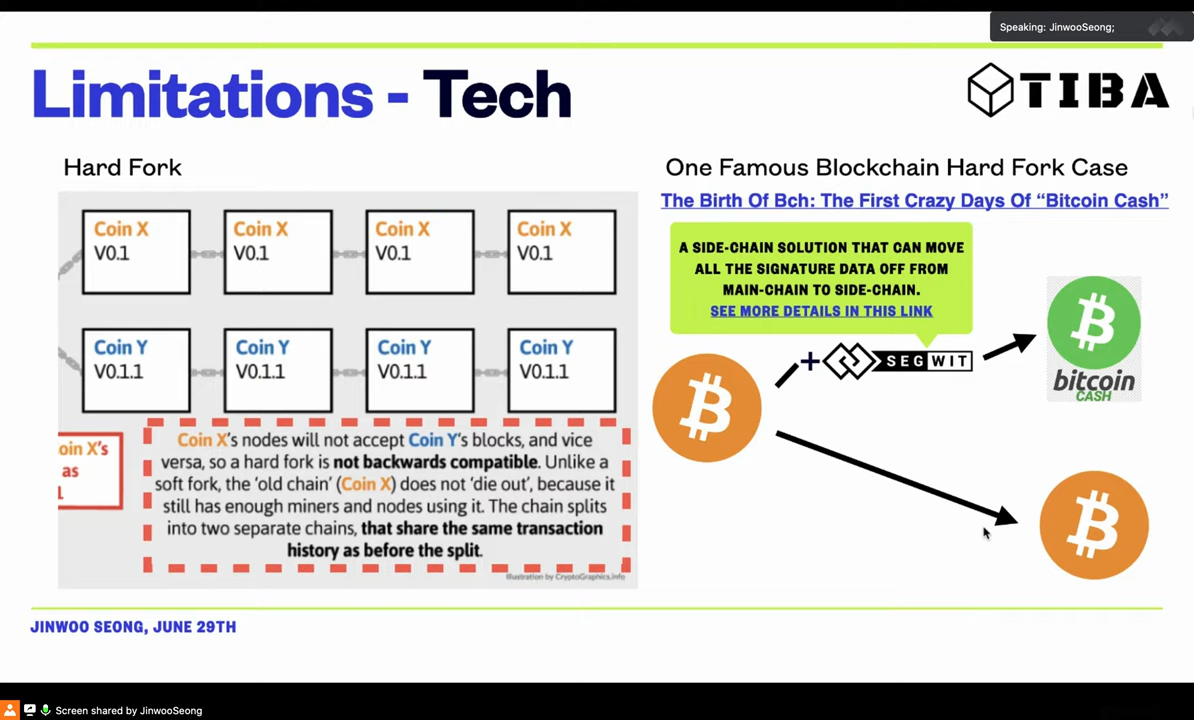 Speaking: JinwooSeong;
Limitations - Tech
TIBA
Hard Fork
Coin X
V0.1
Coin X
V0.1
Coin X
V0.1
Coin X
V0.1
Coin Y
V0.1.1
Coin Y
V0.1.1
Coin Y
V0.1.1
Coin Y
V0.1.1
oin X's
as
1
Coin X's nodes will not accept Coin Y's blocks, and vice
versa, so a hard fork is not backwards compatible. Unlike a
soft fork, the 'old chain' (Coin X) does not 'die out', because it
still has enough miners and nodes using it. The chain splits
into two separate chains, that share the same transaction
history as before the split.
Illustration by CryptoGraphics.info
One Famous Blockchain Hard Fork Case
The Birth Of Bch: The First Crazy Days Of “Bitcoin Cash”
A SIDE-CHAIN SOLUTION THAT CAN MOVE
ALL THE SIGNATURE DATA OFF FROM
MAIN-CHAIN TO SIDE-CHAIN.
SEE MORE DETAILS IN THIS LINK
+ SEGWIT
bitcoin
CASH
JINWOO SEONG, JUNE 29TH
Screen shared by JinwooSeong